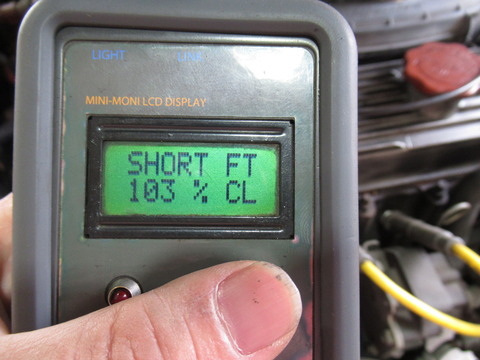 LIGHT
MINI-MONI LCD DISPLAY
SHORT FT
103 % CL